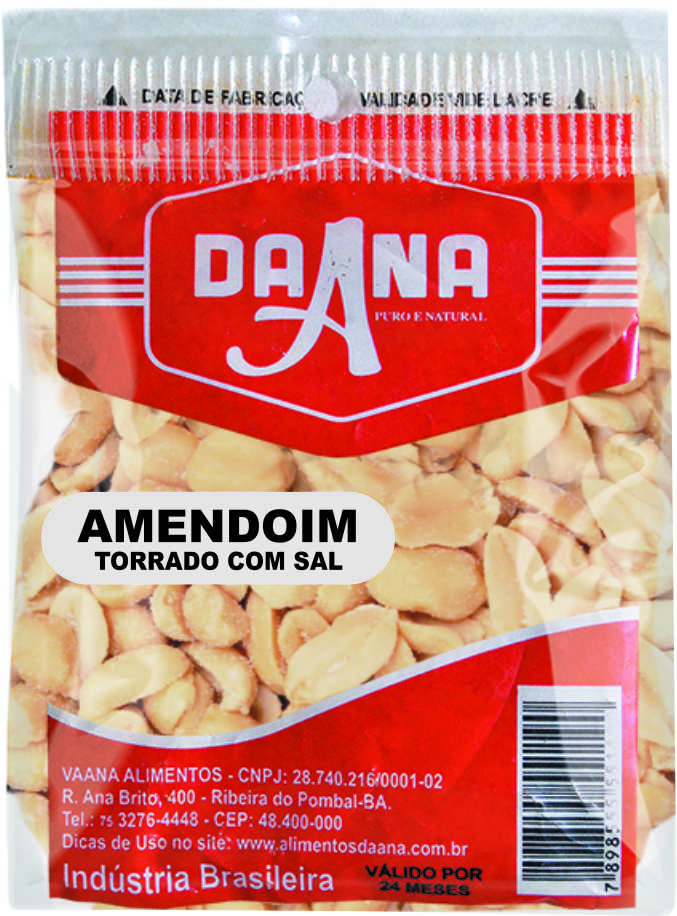 DATA DE FABRICAÇ VALIDADE VIDE LACRE
DAANA
PURO E NATURAL
AMENDOIM
TORRADO COM SAL
VAANA ALIMENTOS - CNPJ: 28.740.216/0001-02
R. Ana Brito, 400 - Ribeira do Pombal-BA.
Tel.: 75 3276-4448 - CEP: 48.400-000
Dicas de Uso no site: www.alimentosdaana.com.br
Indústria Brasileira
VÁLIDO POR
24 MESES